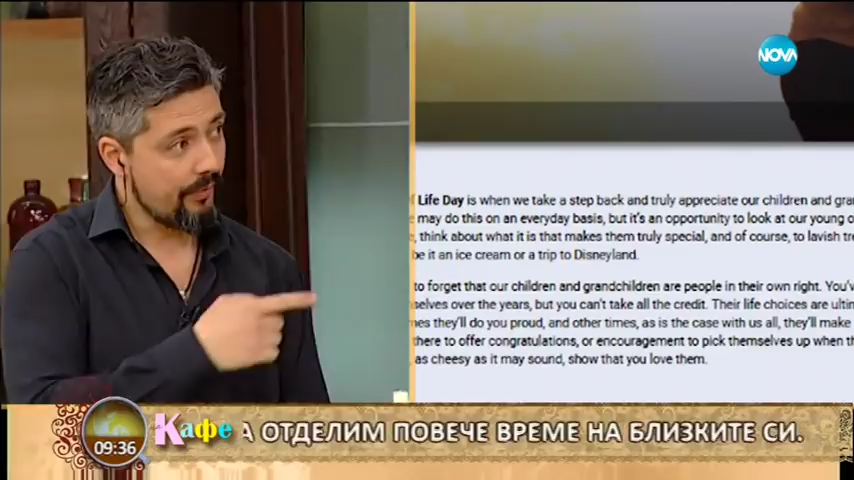 NOVA
Life Day is when we take a step back and truly appreciate our children and
may do this on an everyday basis, but it's an opportunity to look at our young
think about what it is that makes them truly special, and of course, to lavish
be it an ice cream or a trip to Disneyland.
to forget that our children and grandchildren are people in their own right. You've
over the years, but you can't take all the credit. Their life choices are
they'll do you proud, and other times, as is the case with us all, they'll make
there to offer congratulations, or encouragement to pick themselves up when
as cheesy as it may sound, show that you love them.
09:36 Кафе А ОТДЕЛИМ ПОВЕЧЕ ВРЕМЕ НА БЛИЗКИТЕ СИ.